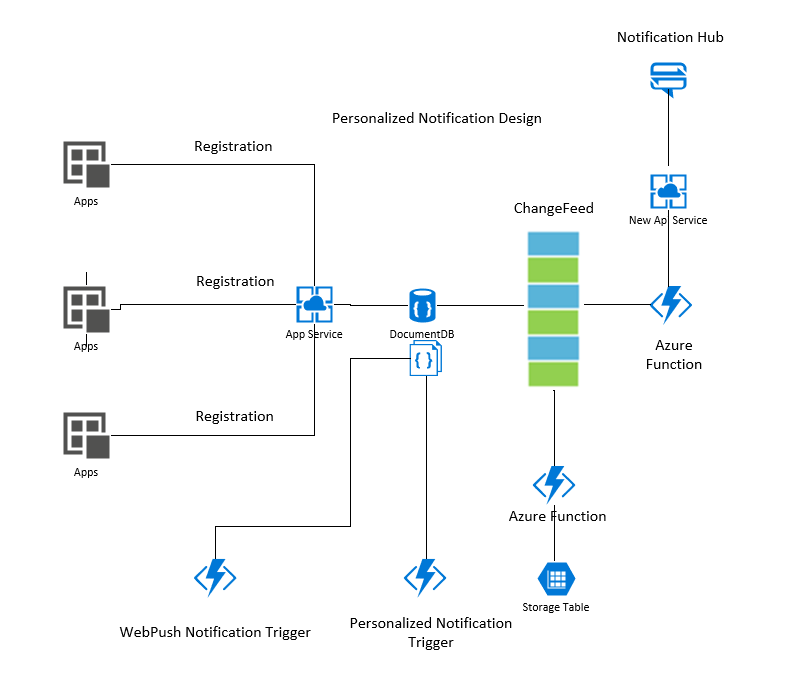 Notification Hub
Personalized Notification Design
Registration
Apps
ChangeFeed
New Api Service
Registration
App Service
DocumentDB
{ }
Apps
{ }
Azure
Function
Registration
Apps
Azure Function
Storage Table
WebPush Notification Trigger
Personalized Notification
Trigger